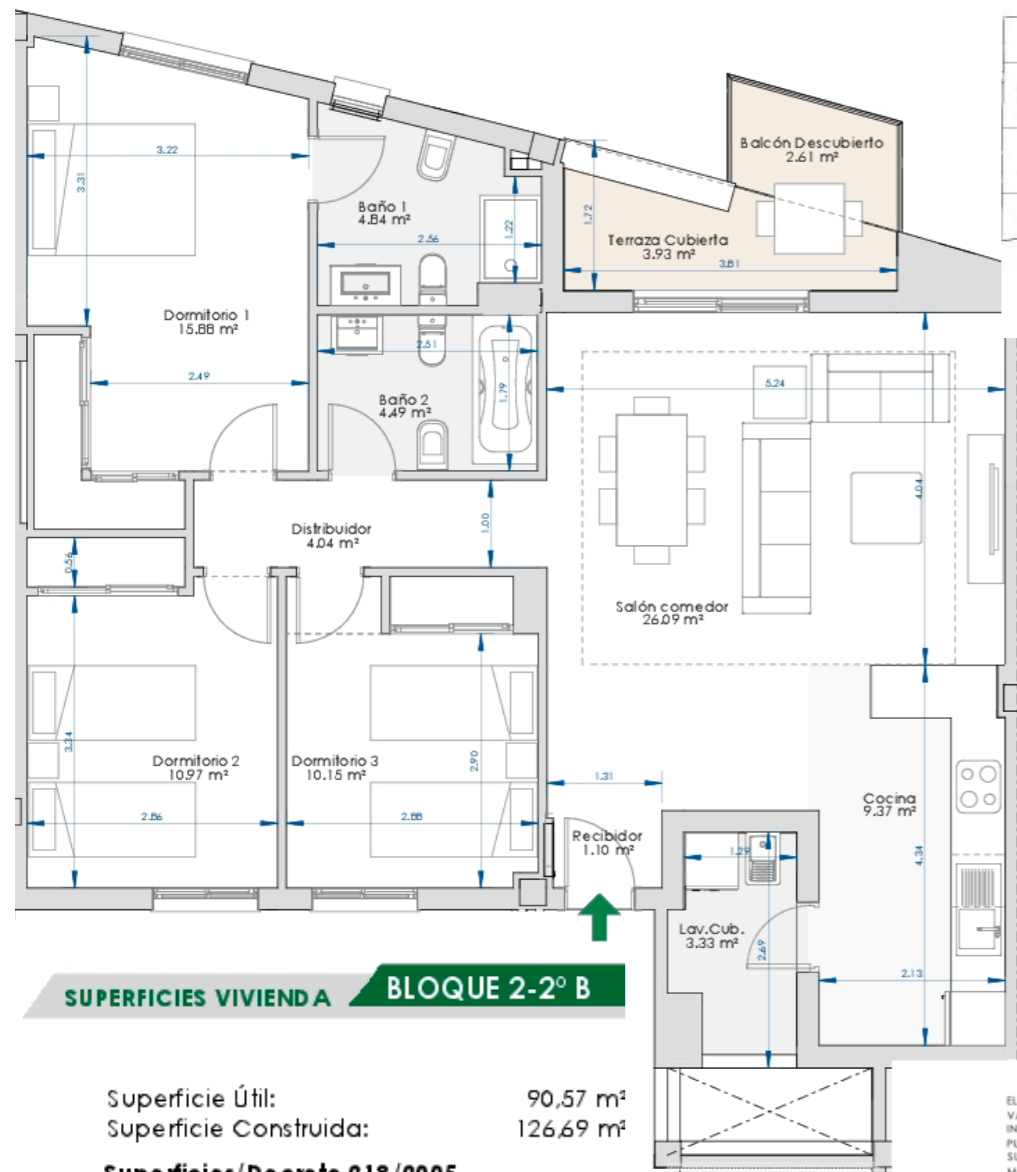 Balcón Descubierto
2.61 m²
3.22
3.31
Baño 1
4.84 m²
2.56
1.22
1.72
Terraza Cubierta
3.93 m²
3.81
Dormitorio 1
15.88 m²
2.49
2.51
1.79
Baño 2
4.49 m²
5.24
4.04
Distribuidor
4.04 m²
1.00
0.56
Salón comedor
26.09 m²
3.34
Dormitorio 2
10.97 m²
Dormitorio 3
10.15 m²
2.90
2.86
2.88
1.31
Cocina
9.37 m²
4.34
Recibidor
1.10 m²
1.29
Lav.Cub.
3.33 m²
2.69
2.13
SUPERFICIES VIVIENDA
BLOQUE 2-2º B
Superficie Útil: 90,57 m²
Superficie Construida: 126,69 m²
EL
IN